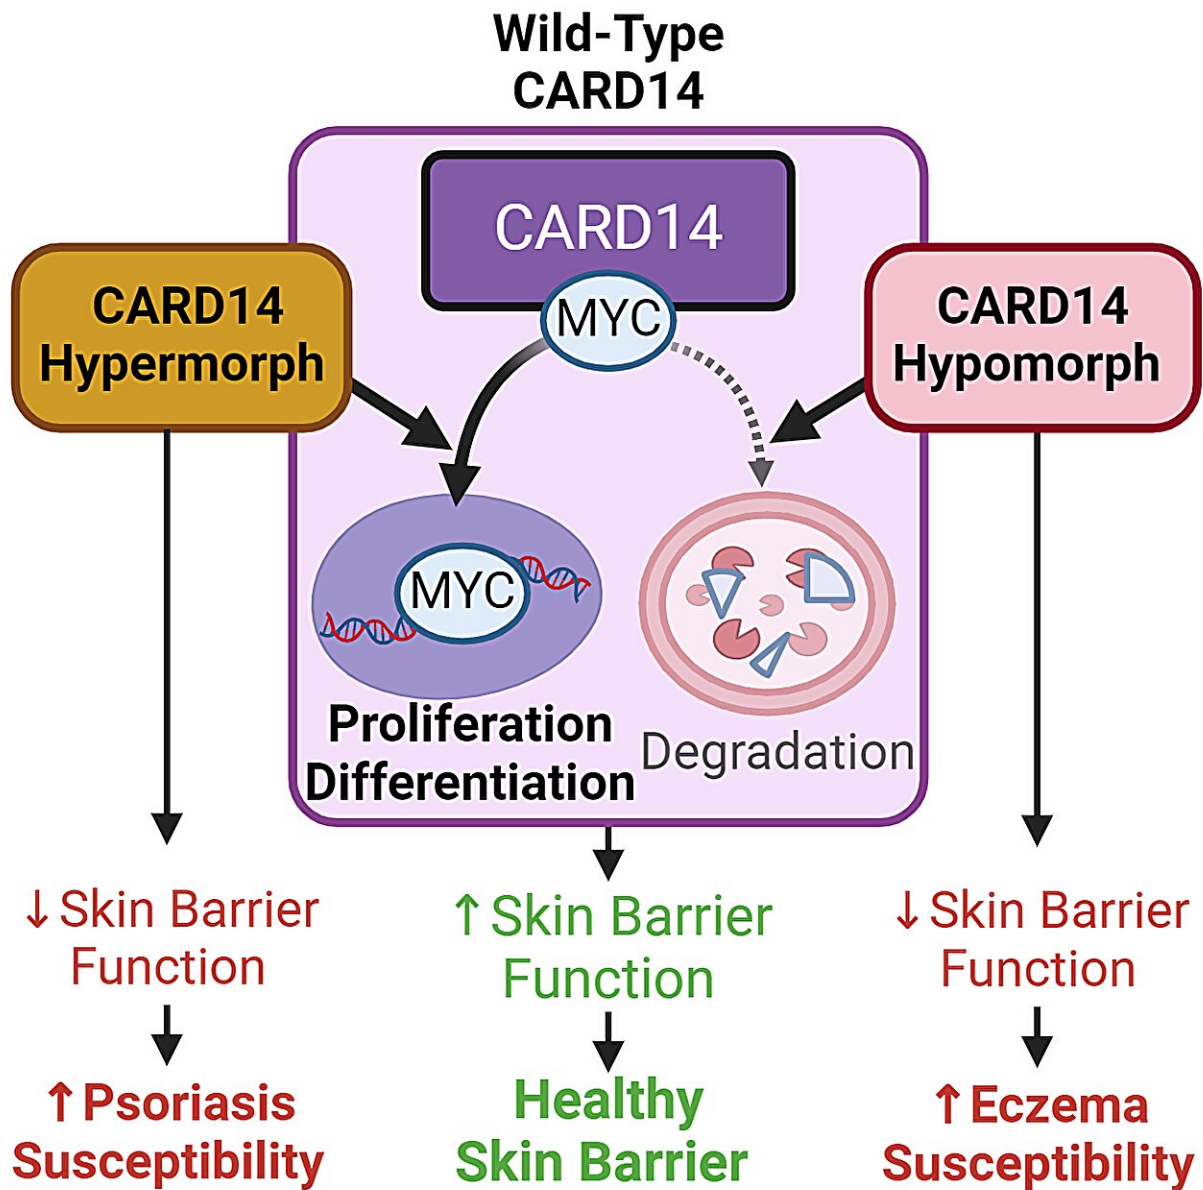 Wild-Type
CARD14
CARD14
MYC
CARD14
Hypermorph
CARD14
Hypomorph
MYC
Proliferation
Differentiation
Degradation
↓Skin Barrier
Function
↑Psoriasis
Susceptibility
↑Skin Barrier
Function
Healthy
Skin Barrier
↓Skin Barrier
Function
↑Eczema
Susceptibility